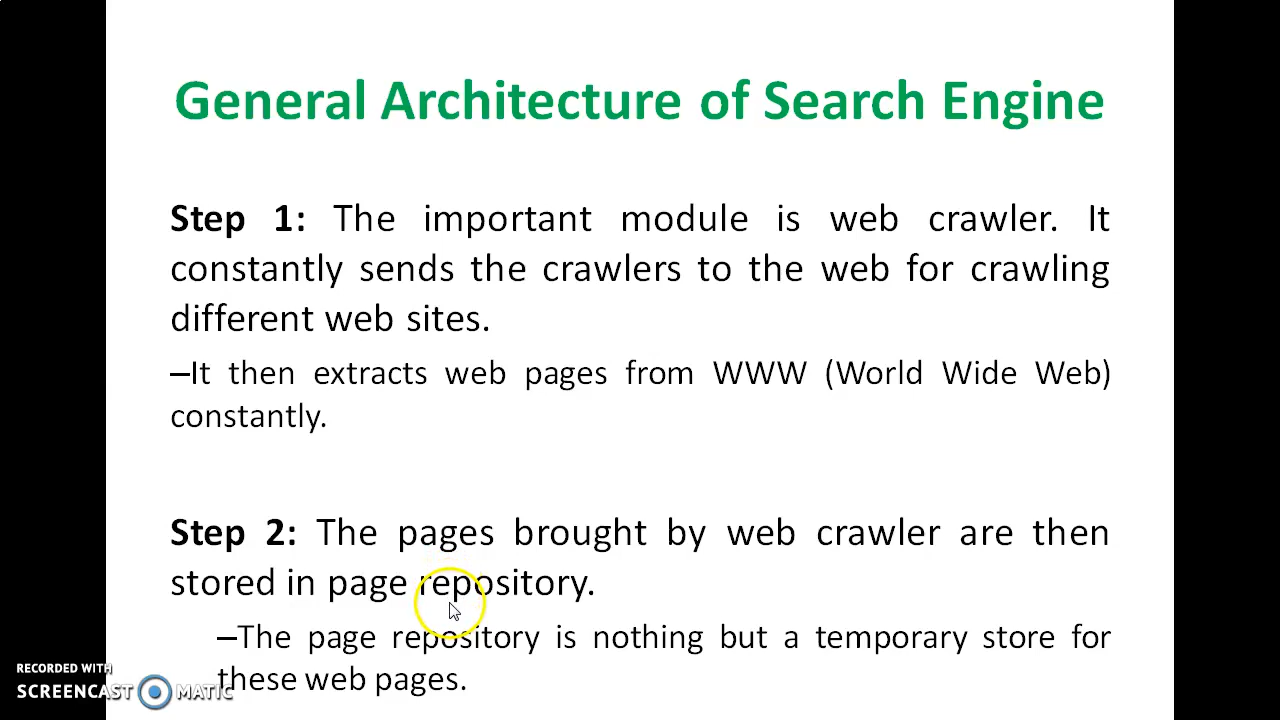 General Architecture of Search Engine
Step 1: The important module is web crawler. It
constantly sends the crawlers to the web for crawling
different web sites.
–It then extracts web pages from WWW (World Wide Web)
constantly.
Step 2: The pages brought by web crawler are then
stored in page repository.
–The page repository is nothing but a temporary store for
these web pages.
RECORDED WITH
SCREENCAST MATIC